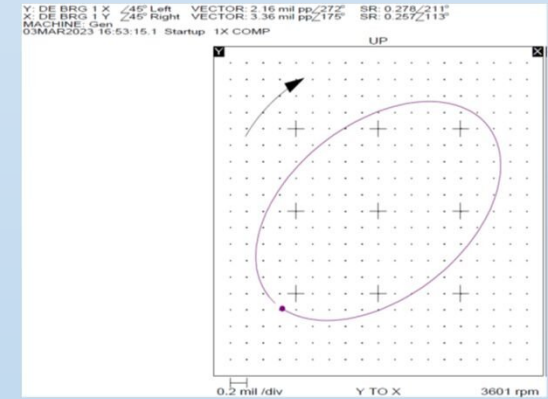 Y: DE BRG 1 X ∠45° Left VECTOR: 2.16 mil pp∠272° SR: 0.278∠211°
X: DE BRG 1 Y ∠45° Right VECTOR: 3.36 mil pp∠175° SR: 0.257∠113°
MACHINE: Gen
03MAR2023 16:53:15.1 Startup 1X COMP
UP
Y X
0.2 mil /div Y TO X 3601 rpm